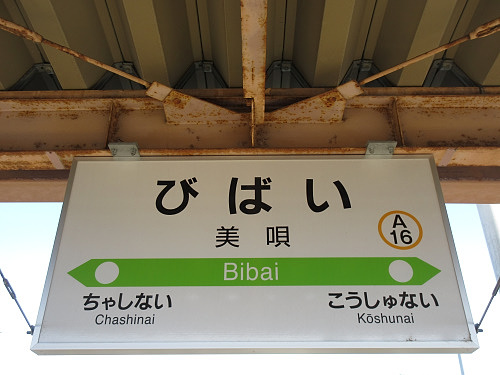 びばい
美唄
A
16
Bibai
ちゃしない
Chashinai
こうしゅない
Kōshunai